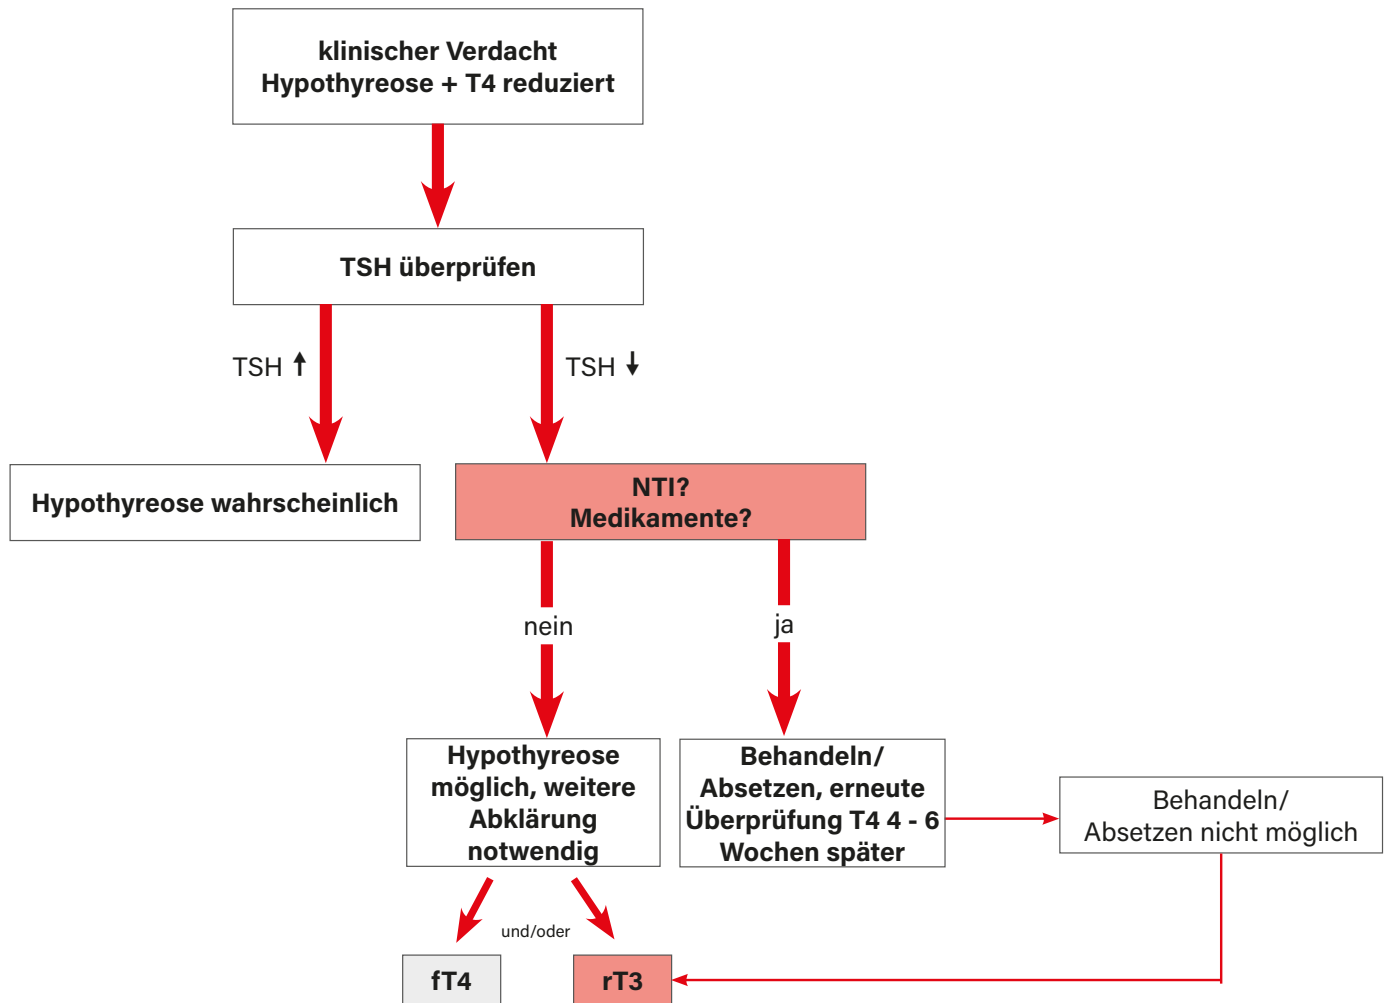 klinischer Verdacht
Hypothyreose + T4 reduziert
TSH überprüfen
TSH ↑
TSH ↓
Hypothyreose wahrscheinlich
NTI?
Medikamente?
nein
ja
Hypothyreose
möglich, weitere
Abklärung
notwendig
Behandeln/
Absetzen, erneute
Überprüfung T4 4 - 6
Wochen später
Behandeln/
Absetzen nicht möglich
und/oder
fT4
rT3